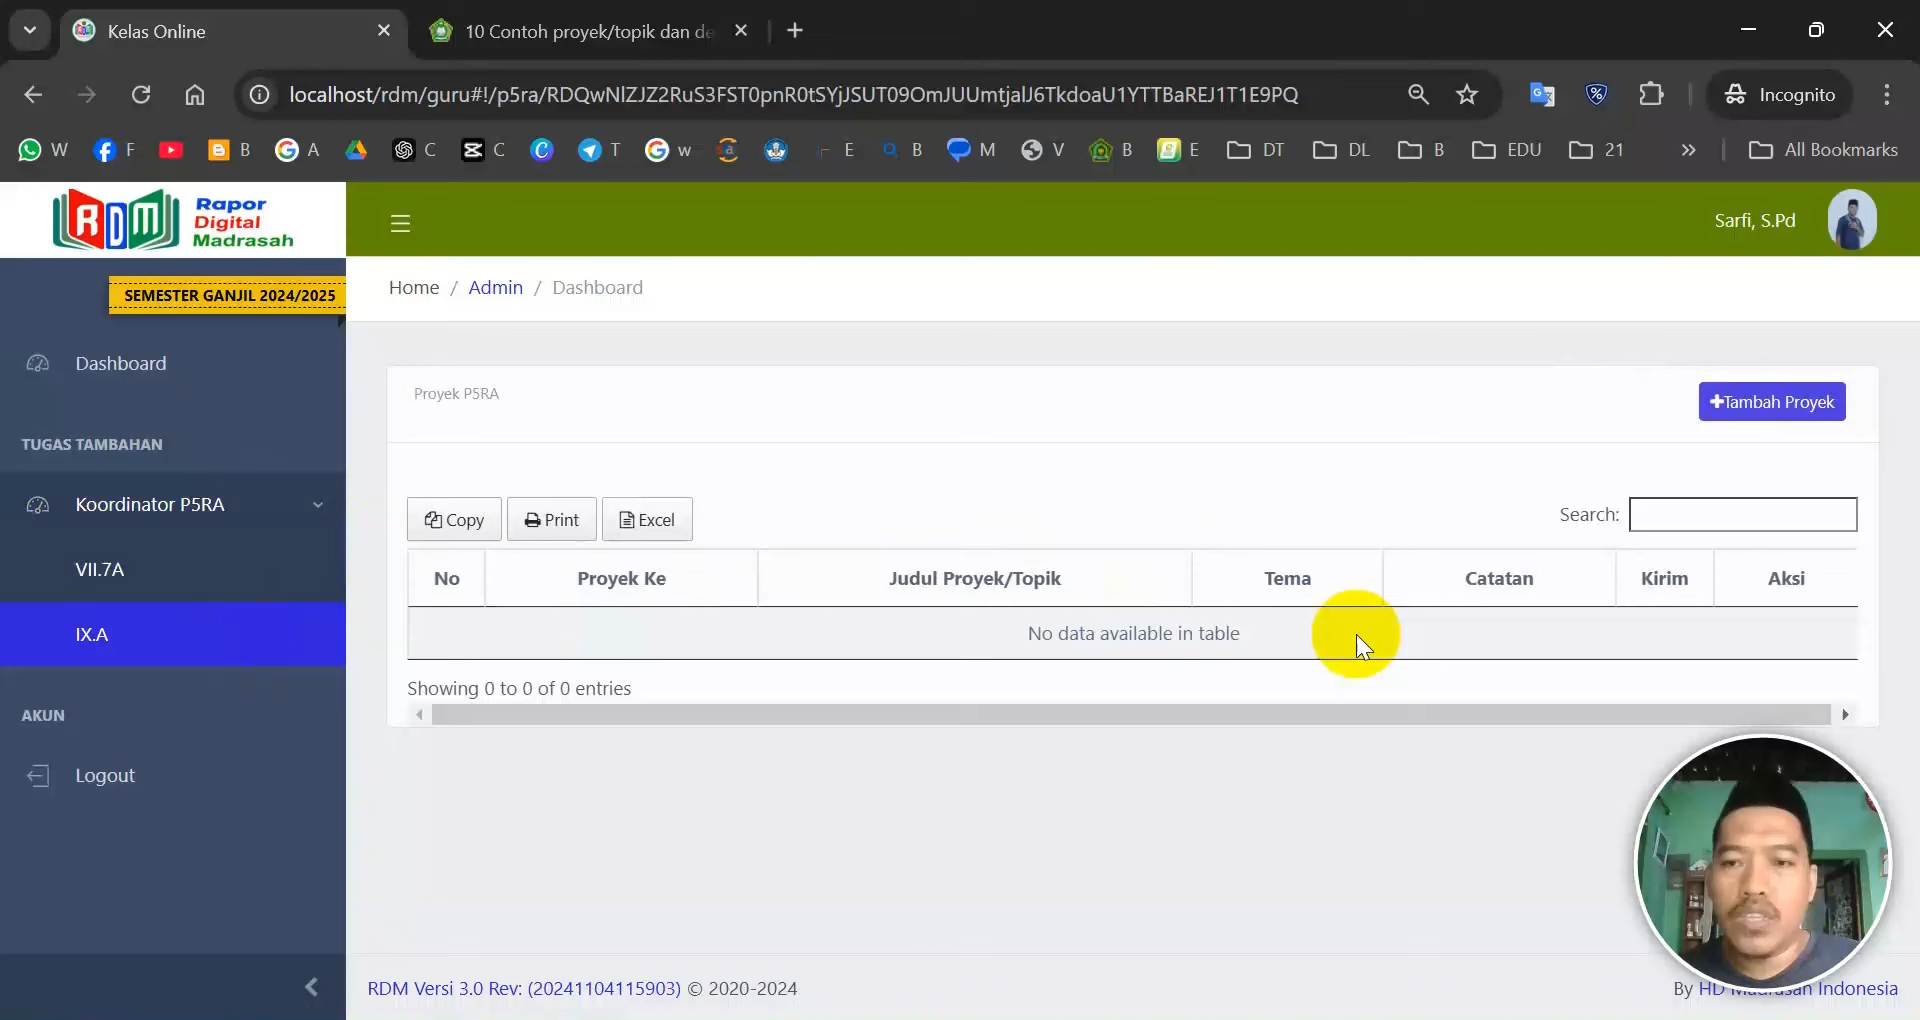 Kelas Online
10 Contoh proyek/topik dan de
localhost/rdm/guru#!/p5ra/RDQwNlZJZ2RuS3FST0pnR0tSYjJSUT09OmJUUmtjalJ6TkdoaU1YTTBaREJ1T1E9PQ
Incognito
W F B A C C T w E B M V B E DT DL B EDU 21 » All Bookmarks
RDM Rapor Digital Madrasah
Sarfi, S.Pd
SEMESTER GANJIL 2024/2025
Home / Admin / Dashboard
Dashboard
TUGAS TAMBAHAN
Koordinator P5RA
VII.7A
IX.A
AKUN
Logout
Proyek P5RA
Tambah Proyek
Copy Print Excel
Search:
No Proyek Ke Judul Proyek/Topik Tema Catatan Kirim Aksi
No data available in table
Showing 0 to 0 of 0 entries
RDM Versi 3.0 Rev: (20241104115903) © 2020-2024
By HD Madrasah Indonesia